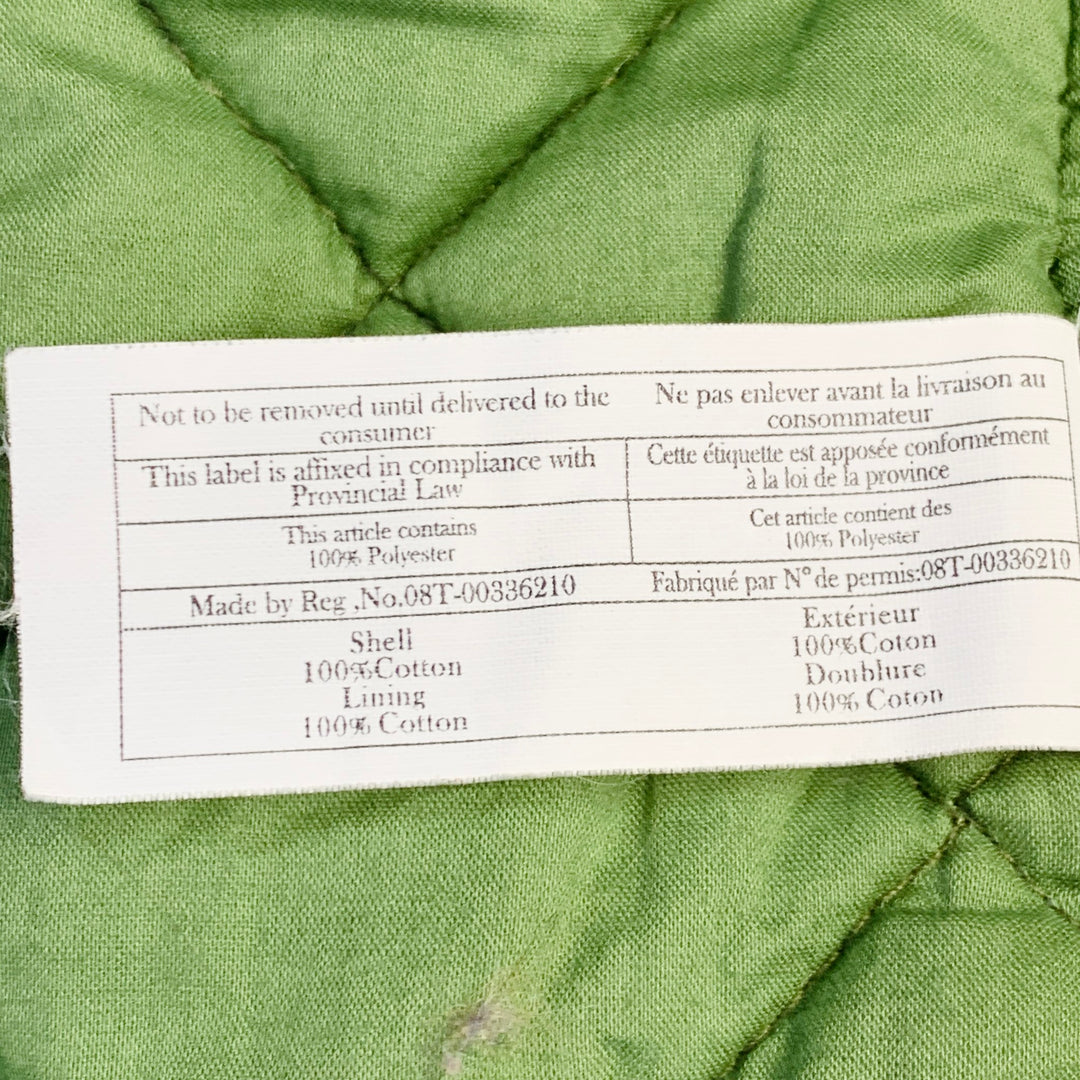 Not to be removed until delivered to the
consumer
Ne pas enlever avant la livraison au
consommateur
This label is affixed in compliance with
Provincial Law
Cette étiquette est apposée conformément
à la loi de la province
This article contains
100% Polyester
Cet article contient des
100% Polyester
Made by Reg ,No.08T-00336210
Fabriqué par N° de permis:08T-00336210
Shell
100%Cotton
Lining
100% Cotton
Extérieur
100%Coton
Doublure
100% Coton